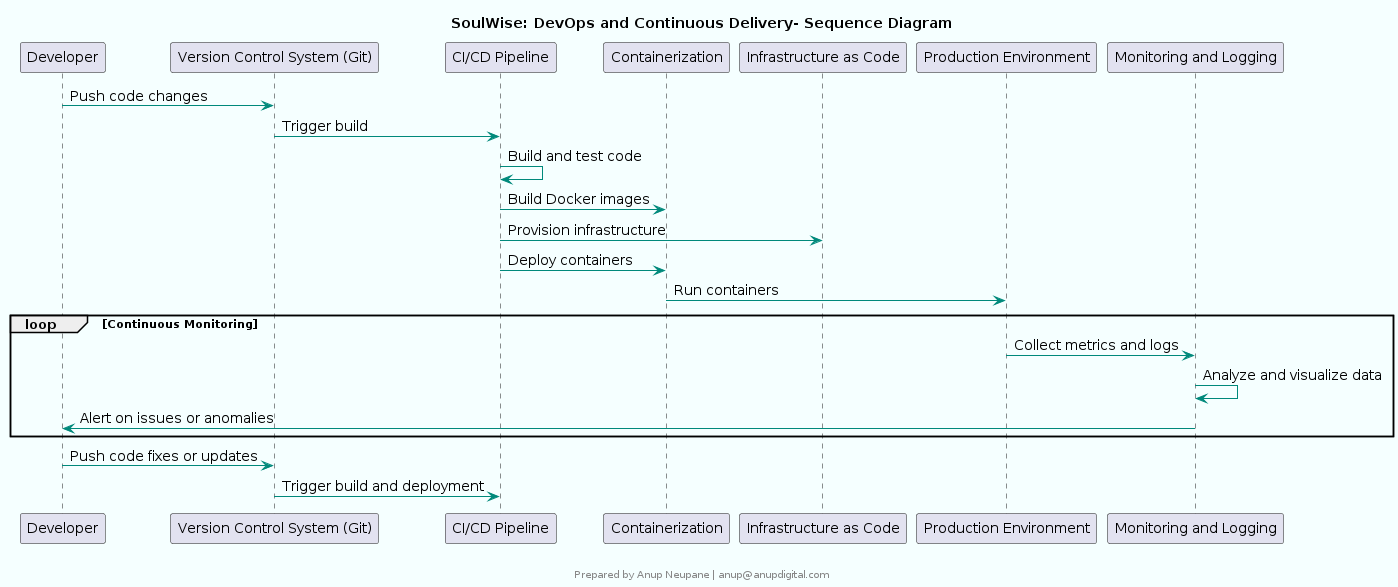 SoulWise: DevOps and Continuous Delivery- Sequence Diagram
Developer
Version Control System (Git)
CI/CD Pipeline
Containerization
Infrastructure as Code
Production Environment
Monitoring and Logging
Push code changes
Trigger build
Build and test code
Build Docker images
Provision infrastructure
Deploy containers
Run containers
loop
[Continuous Monitoring]
Collect metrics and logs
Analyze and visualize data
Alert on issues or anomalies
Push code fixes or updates
Trigger build and deployment
Developer
Version Control System (Git)
CI/CD Pipeline
Containerization
Infrastructure as Code
Production Environment
Monitoring and Logging
Prepared by Anup Neupane | anup@anupdigital.com